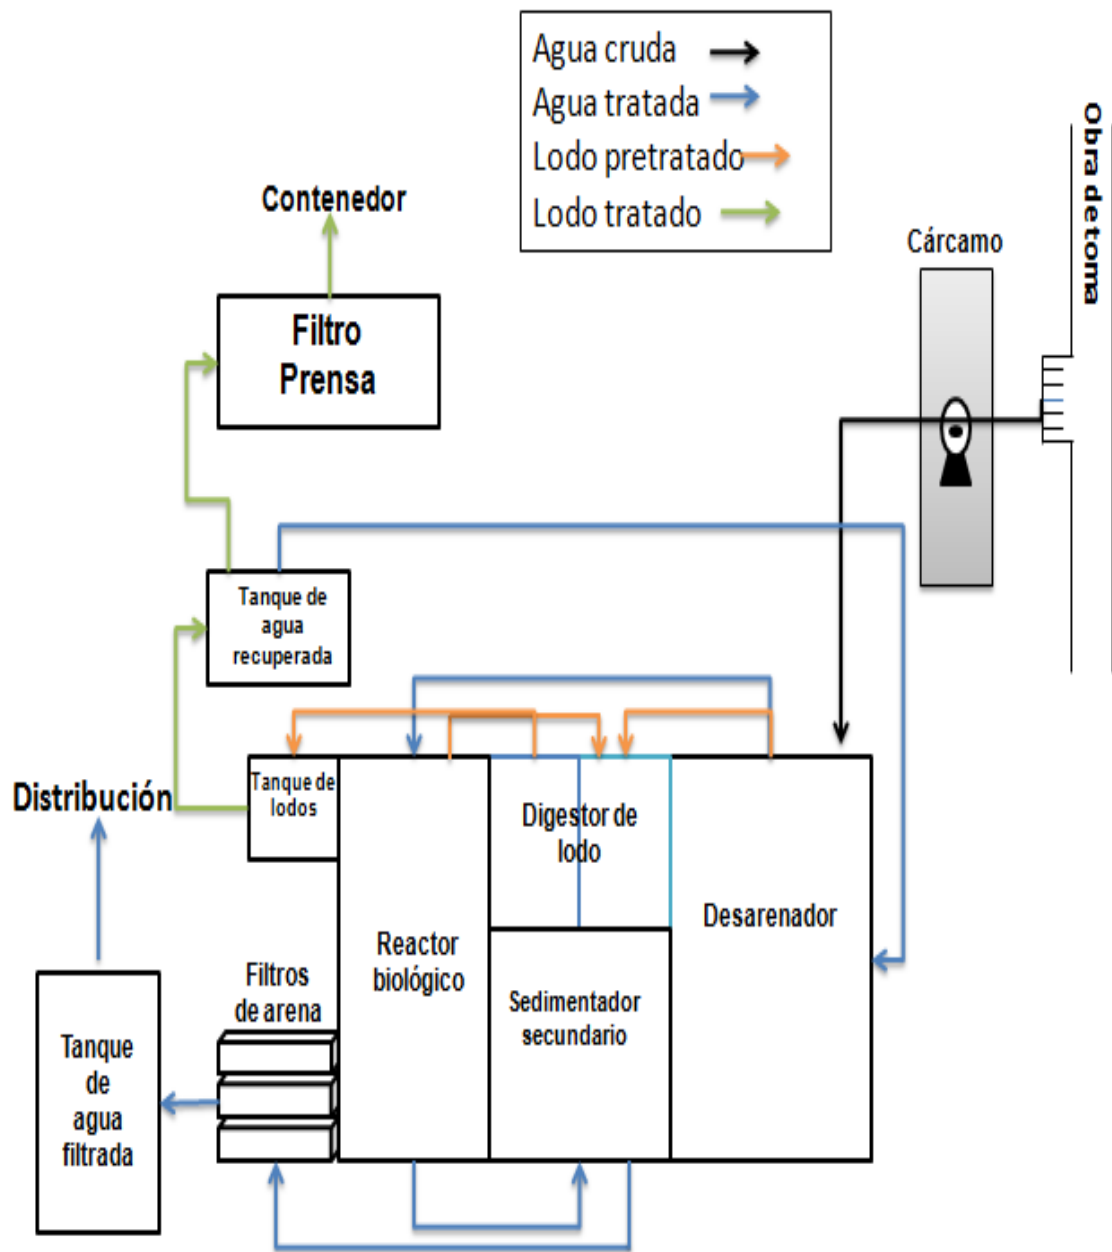 Agua cruda
Agua tratada
Lodo pretratado
Lodo tratado
Obra de toma
Cárcamo
Contenedor
Filtro
Prensa
Tanque de
agua
recuperada
Distribución
Tanque de
lodos
Digestor de
lodo
Desarenador
Reactor
biológico
Sedimentador
secundario
Filtros
de arena
Tanque
de
agua
filtrada